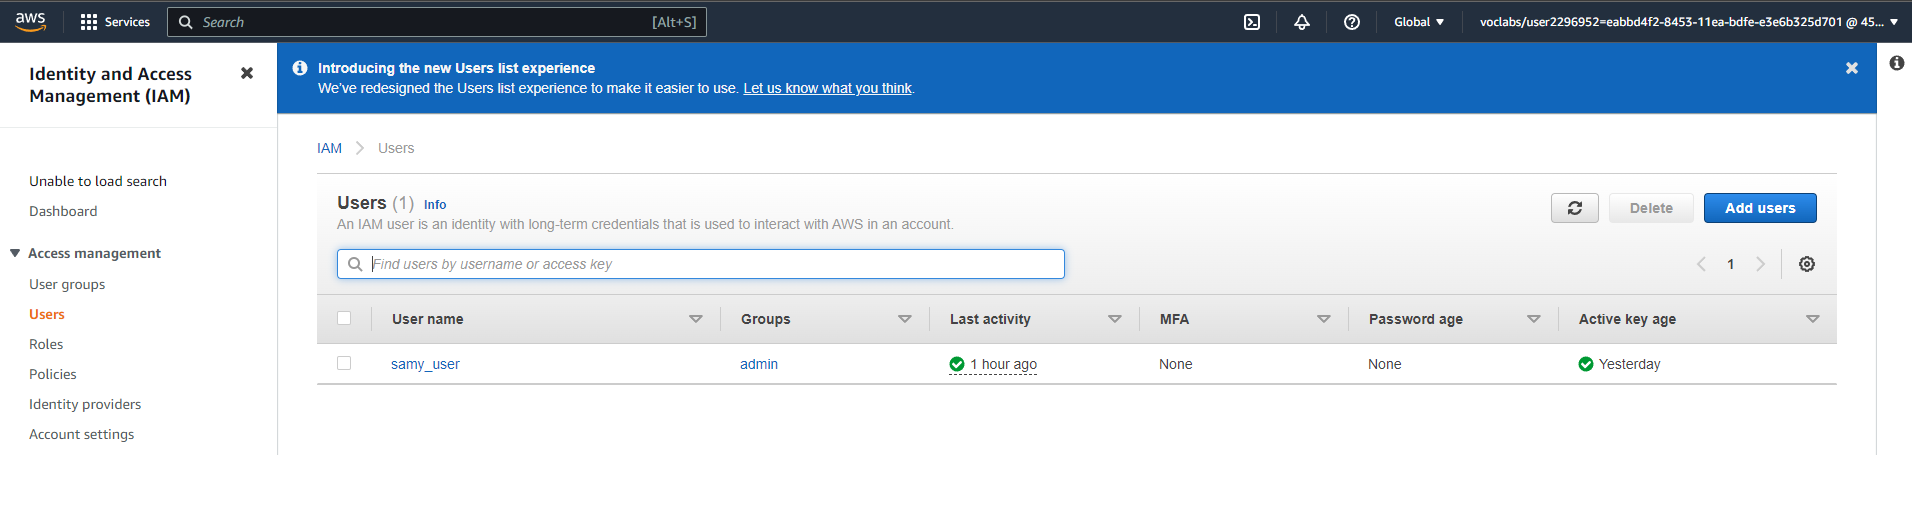 aws Services Search [Alt+S] Global voclabs/user2296952=eabbd4f2-8453-11ea-bdfe-e3e6b325d701 @ 45...
Identity and Access
Management (IAM)
Unable to load search
Dashboard
Access management
User groups
Users
Roles
Policies
Identity providers
Account settings
Introducing the new Users list experience
We've redesigned the Users list experience to make it easier to use. Let us know what you think.
IAM Users
Users (1) Info
An IAM user is an identity with long-term credentials that is used to interact with AWS in an account.
Delete Add users
Find users by username or access key
1
User name Groups Last activity MFA Password age Active key age
samy_user admin 1 hour ago None None Yesterday